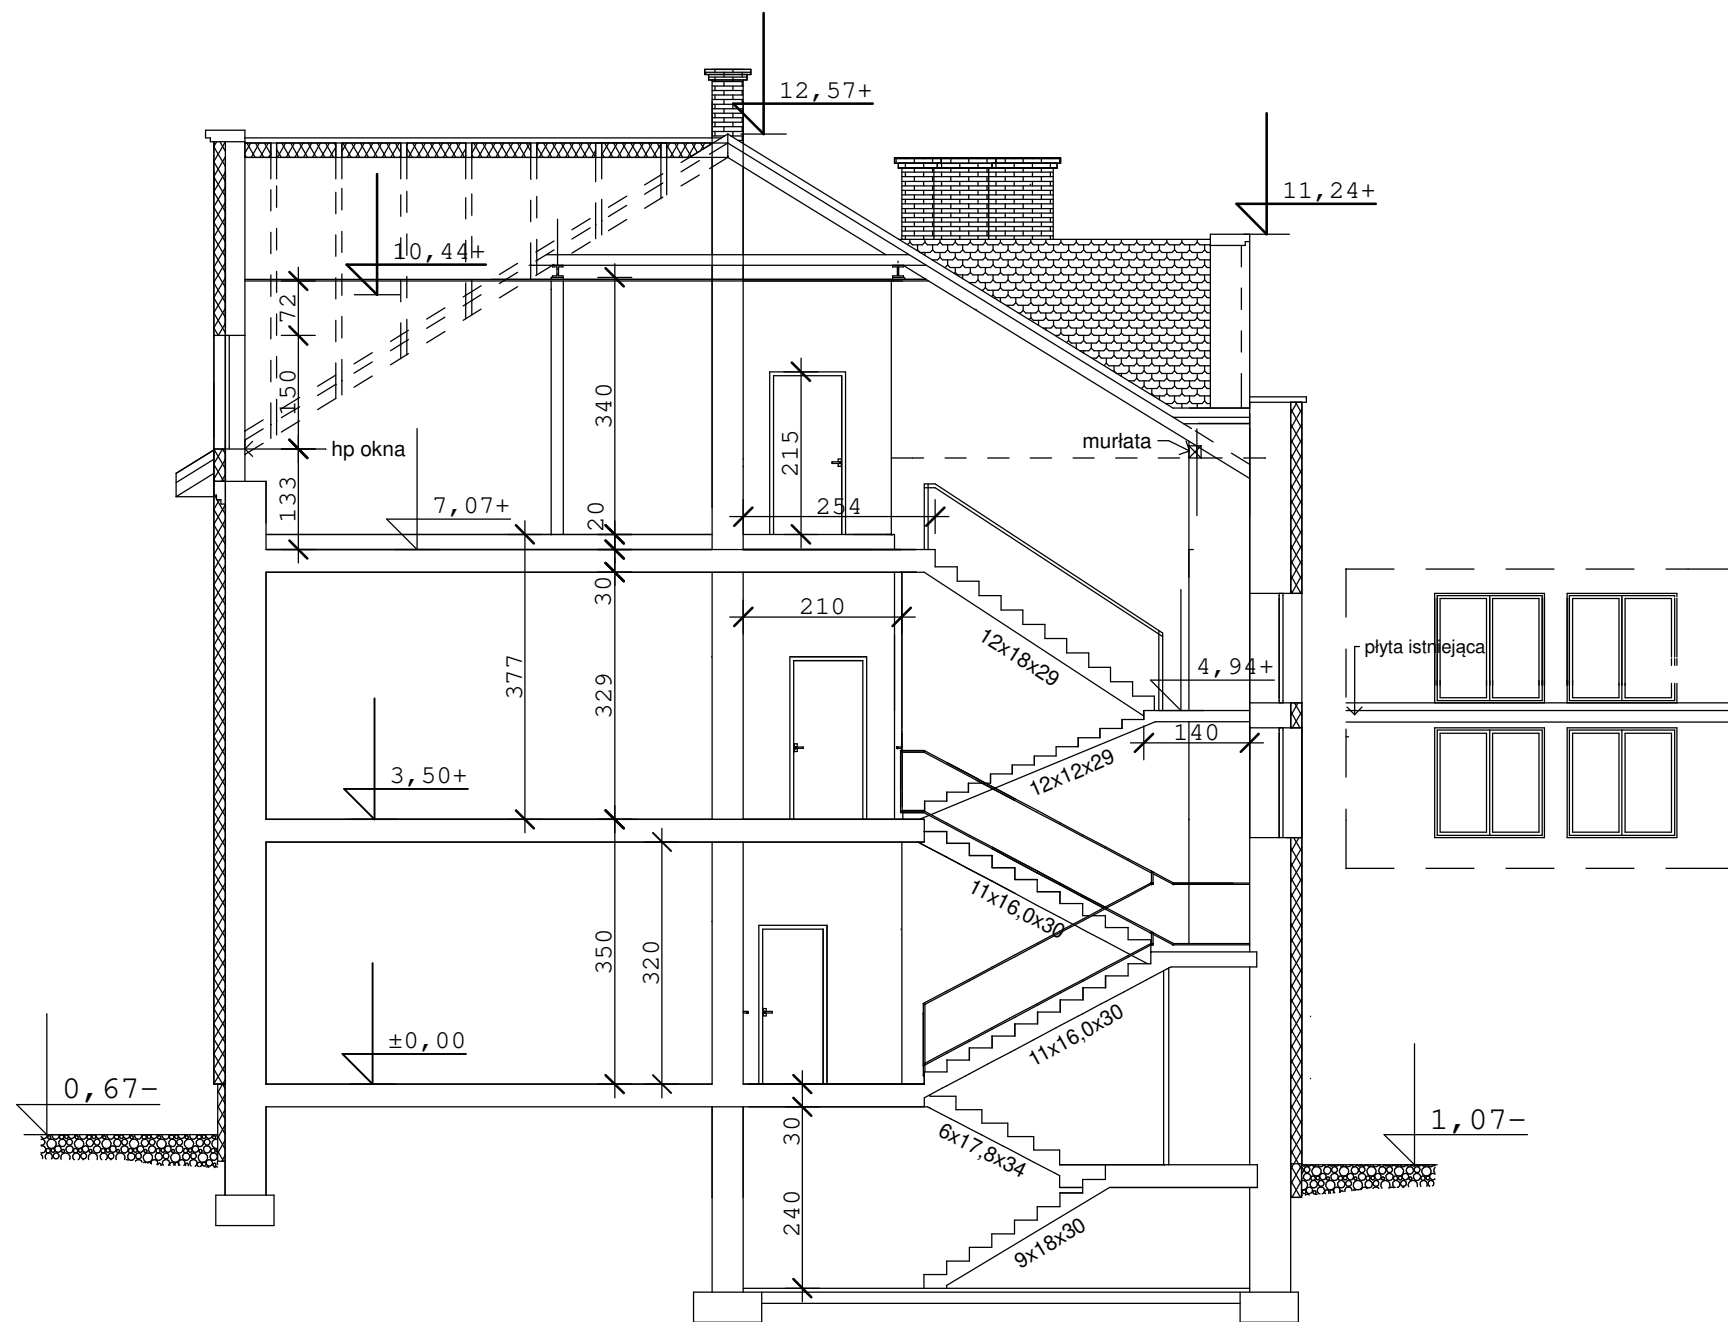 12,57+
11,24+
10,44+
72
150
340
215
hp okna
murłata
133
7,07+
20
254
30
210
377
329
12x18x29
płyta istniejąca
4,94+
140
12x12x29
3,50+
11x16,0x30
350
320
11x16,0x30
±0,00
0,67-
1,07-
30
6x17,8x34
240
9x18x30